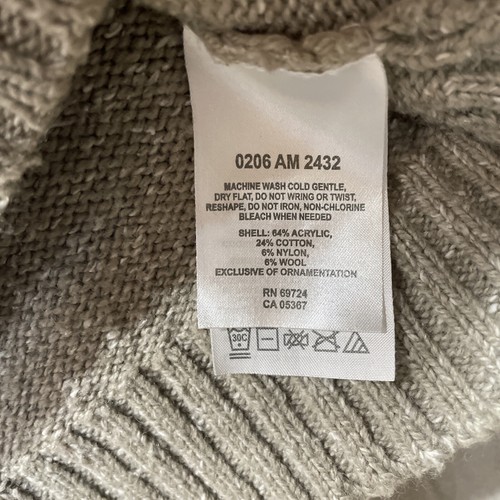 0206 AM 2432
MACHINE WASH COLD GENTLE,
DRY FLAT, DO NOT WRING OR TWIST,
RESHAPE, DO NOT IRON, NON-CHLORINE
BLEACH WHEN NEEDED
SHELL: 64% ACRYLIC,
24% COTTON,
6% NYLON,
6% WOOL
EXCLUSIVE OF ORNAMENTATION
RN 69724
CA 05367
30C